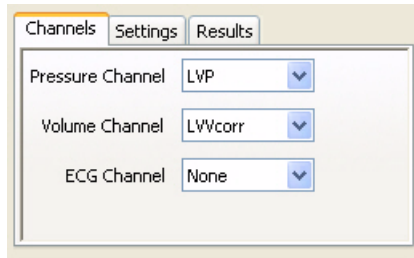 Channels Settings Results
Pressure Channel LVP
Volume Channel LVVcorr
ECG Channel None